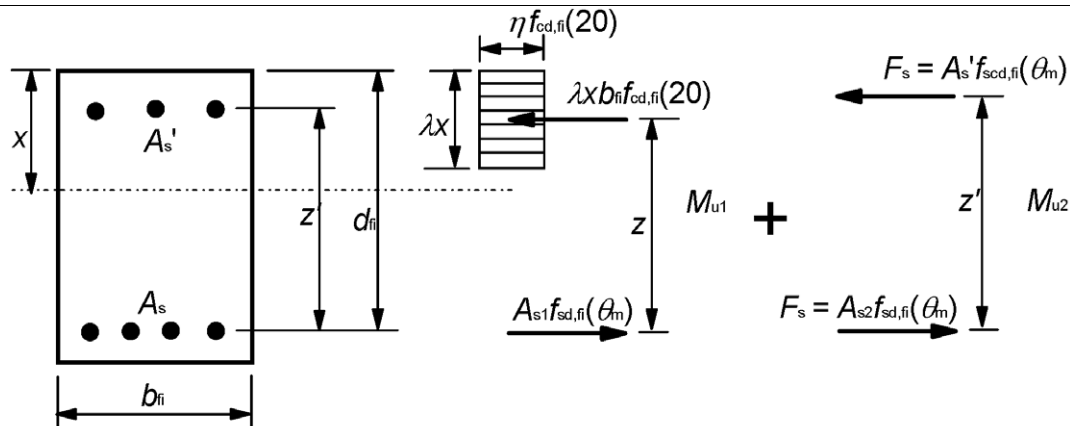 ηfcd,fi(20)
Fs = As'fscd,fi(θm)
λxbfifcd,fi(20)
x
As'
λx
z'
dfi
z
Mu1
+
z'
Mu2
As
As1fsd,fi(θm)
Fs = As2fsd,fi(θm)
bfi